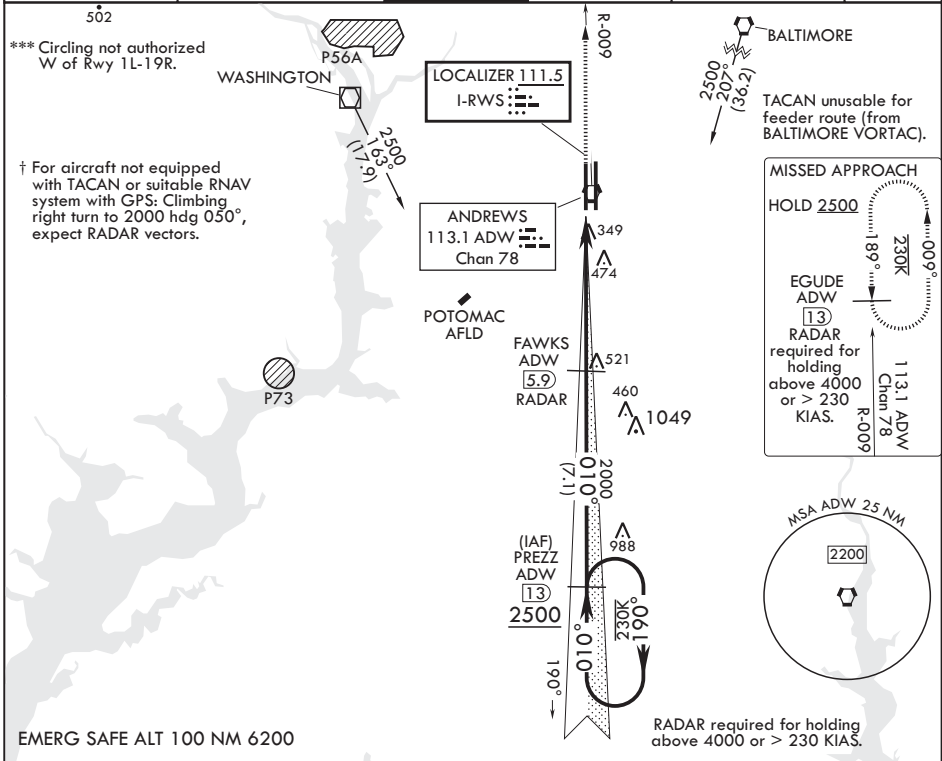 502
*** Circling not authorized
W of Rwy 1L-19R.
P56A
WASHINGTON
2500
163°
(17.9)
LOCALIZER 111.5
I-RWS
R-009
BALTIMORE
2500
207°
(36.2)
TACAN unusable for
feeder route (from
BALTIMORE VORTAC).
† For aircraft not equipped
with TACAN or suitable RNAV
system with GPS: Climbing
right turn to 2000 hdg 050°,
expect RADAR vectors.
ANDREWS
113.1 ADW
Chan 78
349
474
POTOMAC
AFLD
MISSED APPROACH
HOLD 2500
189°
230K
009°
EGUDE
ADW
13
RADAR
required for
holding
above 4000
or > 230
KIAS.
113.1 ADW
Chan 78
R-009
P73
FAWKS
ADW
5.9
RADAR
521
460
1049
2000
010°
(7.1)
(IAF)
PREZZ
ADW
13
2500
988
230K
190°
010°
190°
MSA ADW 25 NM
2200
EMERG SAFE ALT 100 NM 6200
RADAR required for holding
above 4000 or > 230 KIAS.